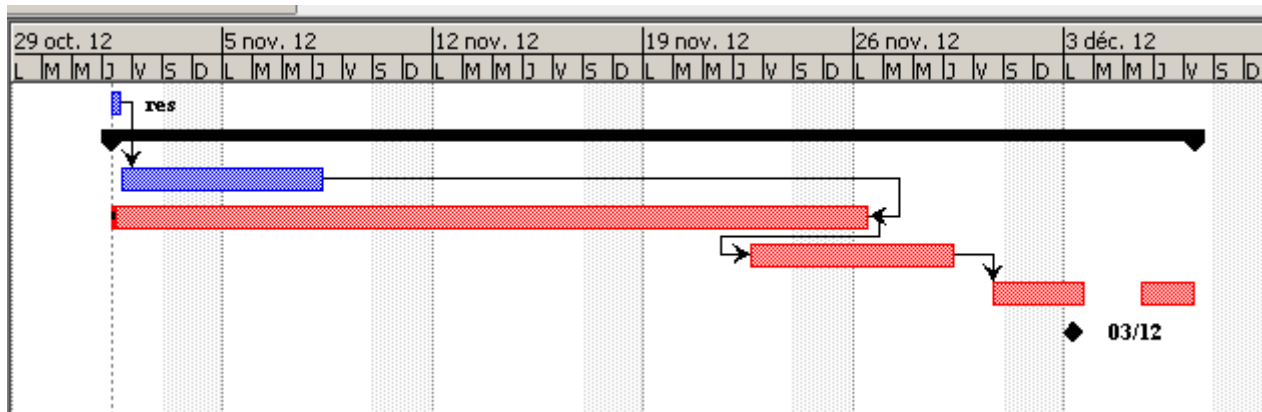 29 oct. 12 5 nov. 12 12 nov. 12 19 nov. 12 26 nov. 12 3 déc. 12
L M M J V S D L M M J V S D L M M J V S D L M M J V S D L M M J V S D L M M J V S D
res
03/12